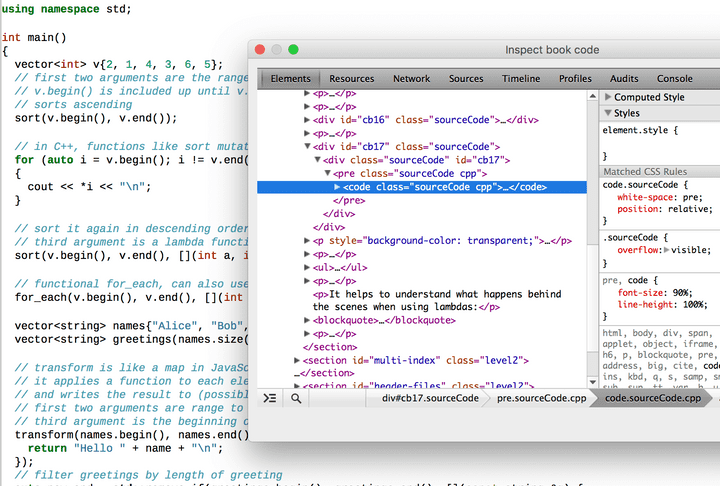 using namespace std;
int main()
{
vector<int> v{2, 1, 4, 3, 6, 5};
// first two arguments are the range
// v.begin() is included up until v.
// sorts ascending
sort(v.begin(), v.end());
// in C++, functions like sort mutat
for (auto i = v.begin(); i != v.end(
{
cout << *i << "\n";
}
// sort it again in descending order
// third argument is a lambda functi
sort(v.begin(), v.end(), [](int a, i
// functional for_each, can also use
for_each(v.begin(), v.end(), [](int
vector<string> names{"Alice", "Bob",
vector<string> greetings(names.size(
// transform is like a map in JavaSc
// it applies a function to each ele
// and writes the result to (possibl
// first two arguments are range to
// third argument is the beginning o
transform(names.begin(), names.end()
return "Hello " + name + "\n";
});
// filter greetings by length of greeting
Inspect book code
Elements Resources Network Sources Timeline Profiles Audits Console
<p>…</p>
<p>…</p>
<div id="cb16" class="sourceCode">…</div>
<p>…</p>
<div id="cb17" class="sourceCode">
<div class="sourceCode" id="cb17">
<pre class="sourceCode cpp">
<code class="sourceCode cpp">…</code>
</pre>
</div>
</div>
<p style="background-color: transparent;">…</p>
<p>…</p>
<ul>…</ul>
<p>…</p>
<p>It helps to understand what happens behind
the scenes when using lambdas:</p>
<blockquote>…</blockquote>
<p>…</p>
</section>
<section id="multi-index" class="level2">
…</section>
<section id="header-files" class="level2">
Computed Style
Styles
element.style {
}
Matched CSS Rules
code.sourceCode {
white-space: pre;
position: relative;
}
.sourceCode {
overflow: visible;
}
pre, code {
font-size: 90%;
line-height: 100%;
}
html, body, div, span,
applet, object, iframe,
h6, p, blockquote, pre,
address, big, cite, cod
ins, kbd, q, s, samp, sm
div#cb17.sourceCode pre.sourceCode.cpp code.sourceCode.cpp